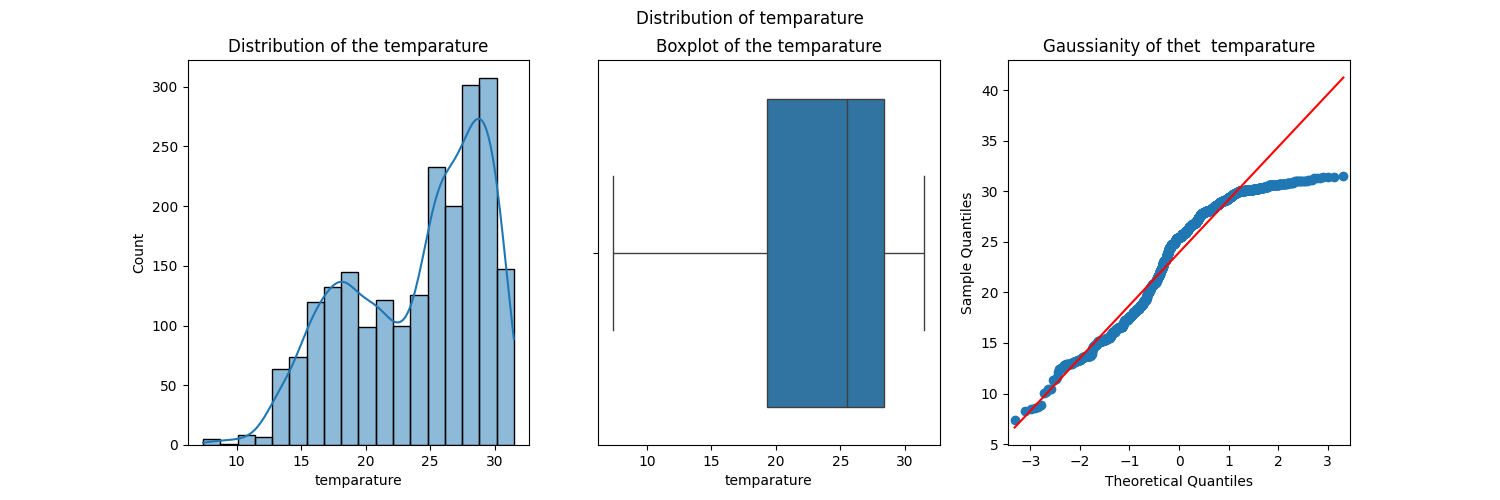 Distribution of temparature
Distribution of the temparature
300
250
200
150
100
50
0
Count
10 15 20 25 30
temparature
Boxplot of the temparature
10 15 20 25 30
temparature
Gaussianity of thet  temparature
40
35
30
25
20
15
10
5
Sample Quantiles
−3 −2 −1 0 1 2 3
Theoretical Quantiles